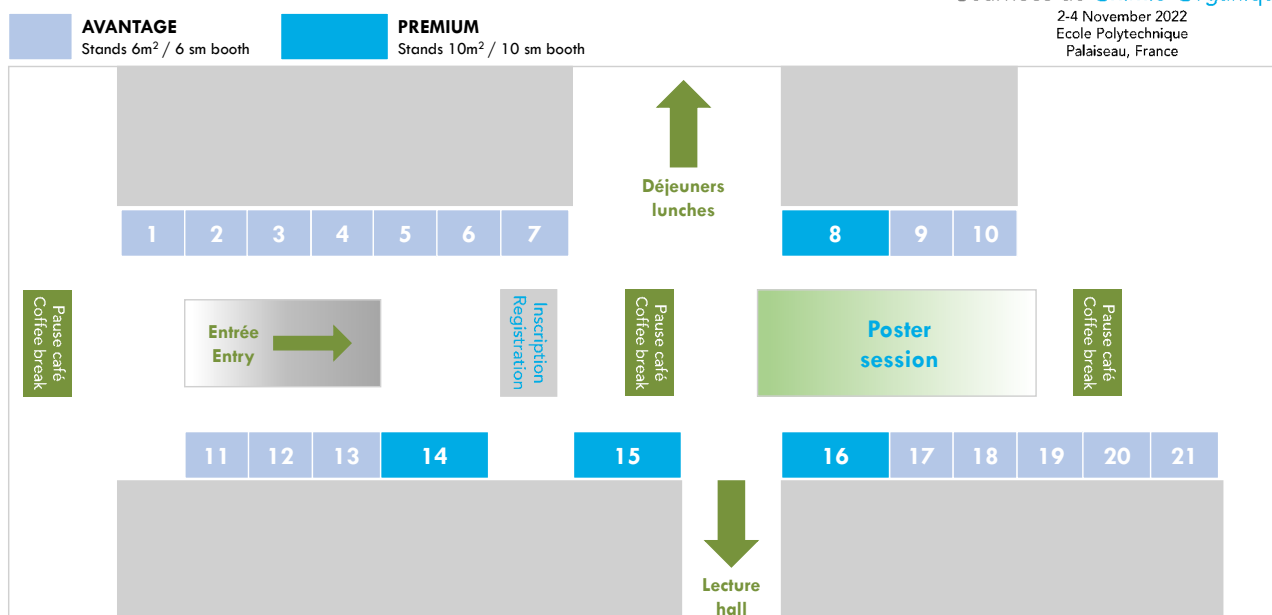 AVANTAGE
Stands 6m² / 6 sm booth
PREMIUM
Stands 10m² / 10 sm booth
2-4 November 2022
Ecole Polytechnique
Palaiseau, France
Déjeuners
lunches
1 2 3 4 5 6 7 8 9 10
Pause café
Coffee break
Entrée
Entry
Inscription
Registration
Pause café
Coffee break
Poster
session
Pause café
Coffee break
11 12 13 14 15 16 17 18 19 20 21
Lecture
hall